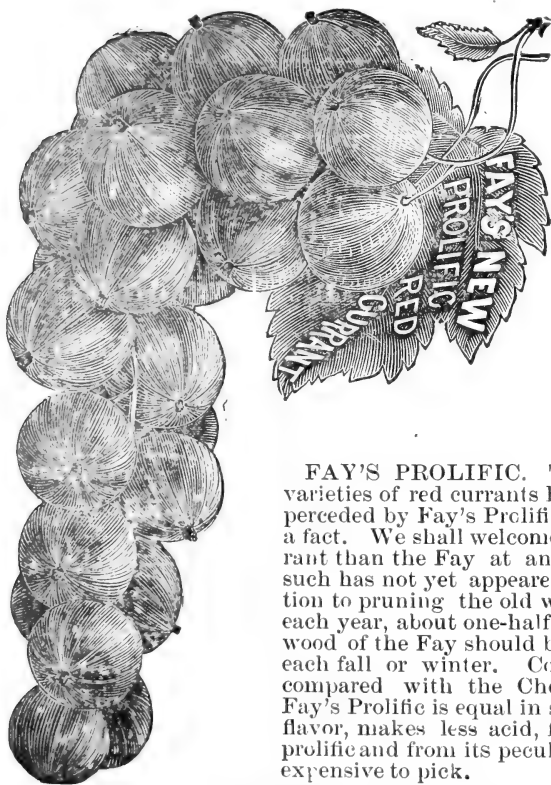 FAY'S NEW
PROLIFIC
RED
CURRANT
FAY'S PROLIFIC.
varieties of red currants
perceded by Fay's Prolifi
a fact. We shall welcome
rant than the Fay at an
such has not yet appeare
tion to pruning the old w
each year, about one-half
wood of the Fay should b
each fall or winter. Co
compared with the Che
Fay's Prolific is equal in s
flavor, makes less acid, f
prolific and from its pecul
expensive to pick.